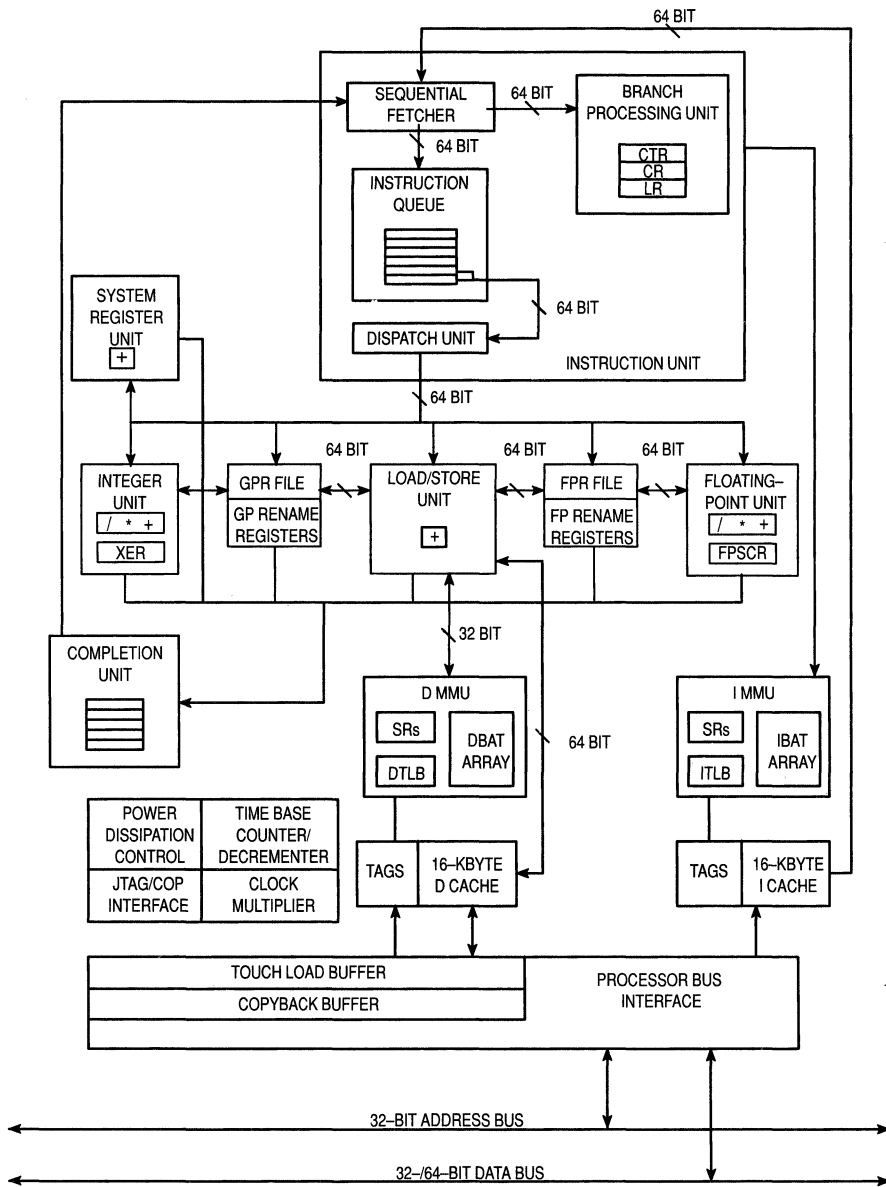 64 BIT
SEQUENTIAL
FETCHER
64 BIT
BRANCH
PROCESSING UNIT
CTR
CR
LR
64 BIT
INSTRUCTION
QUEUE
64 BIT
DISPATCH UNIT
INSTRUCTION UNIT
SYSTEM
REGISTER
UNIT
+
64 BIT
INTEGER
UNIT
/ * +
XER
GPR FILE
GP RENAME
REGISTERS
64 BIT
LOAD/STORE
UNIT
+
64 BIT
FPR FILE
FP RENAME
REGISTERS
64 BIT
FLOATING–
POINT UNIT
/ * +
FPSCR
32 BIT
COMPLETION
UNIT
D MMU
SRs
DTLB
DBAT
ARRAY
64 BIT
I MMU
SRs
ITLB
IBAT
ARRAY
POWER
DISSIPATION
CONTROL
TIME BASE
COUNTER/
DECREMENTER
JTAG/COP
INTERFACE
CLOCK
MULTIPLIER
TAGS
16–KBYTE
D CACHE
TAGS
16–KBYTE
I CACHE
TOUCH LOAD BUFFER
COPYBACK BUFFER
PROCESSOR BUS
INTERFACE
32–BIT ADDRESS BUS
32–/64–BIT DATA BUS